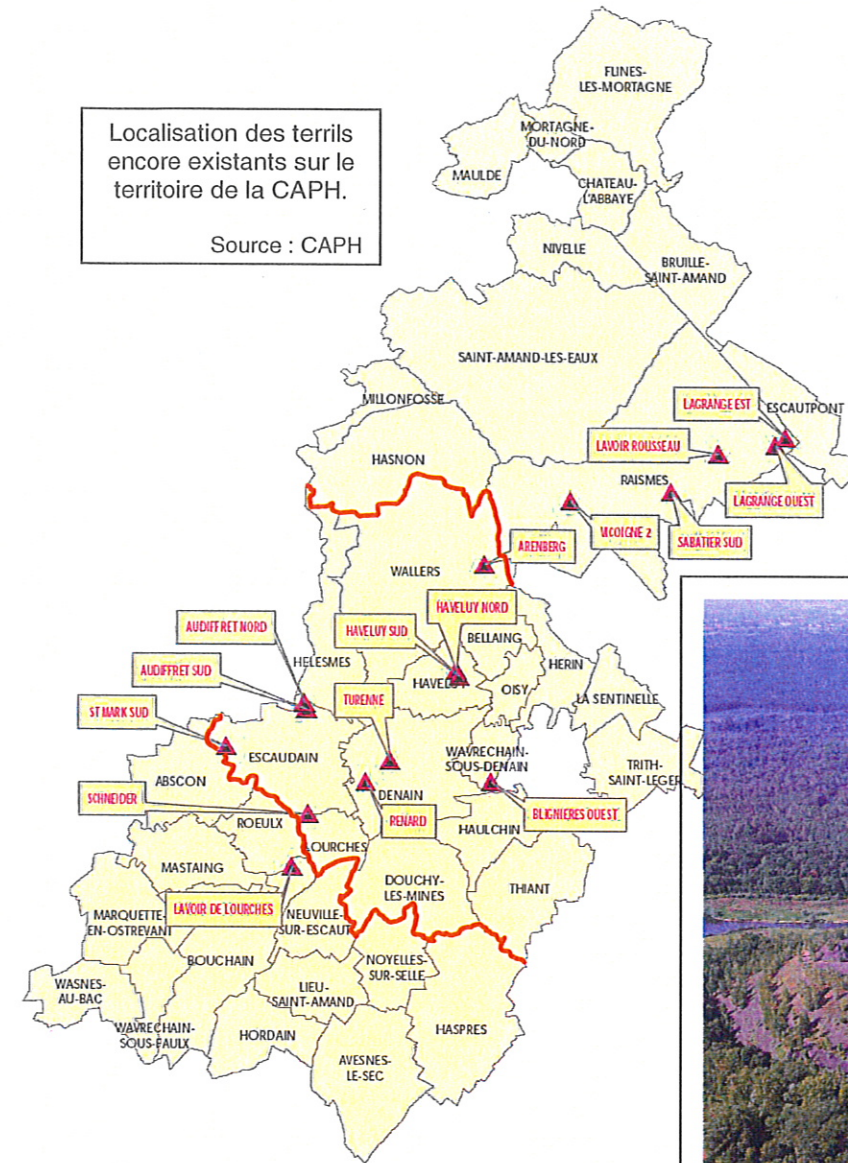 Localisation des terrils
encore existants sur le
territoire de la CAPH.
Source : CAPH
FLINES-
LES-MORTAGNE
MORTAGNE-
DU-NORD
MAULDE
CHATEAU-
L'ABBAYE
NIVELLE
BRUILLE-
SAINT-AMAND
SAINT-AMAND-LES-EAUX
MILLONFOSSE
LAGRANGE EST
ESCAUTPONT
HASNON
LAVOIR ROUSSEAU
RAISMES
LAGRANGE OUEST
VICOIGNE 2
SABATIER SUD
ARENBERG
WALLERS
HAVELUY NORD
AUDIFFRET NORD
HAVELUY SUD
BELLAING
HELESMES
HERIN
AUDIFFRET SUD
HAVELUY
OISY
LA SENTINELLE
TURENNE
ST MARK SUD
ESCAUDAIN
WAVRECHAIN-
SOUS-DENAIN
TRITH-
SAINT-LEGER
ABSCON
DENAIN
SCHNEIDER
ROEULX
RENARD
BLIGNIERES OUEST
HAULCHIN
LOURCHES
MASTAING
DOUCHY-
LES-MINES
THIANT
LAVOIR DE LOURCHES
MARQUETTE-
EN-OSTREVANT
NEUVILLE-
SUR-ESCAUT
BOUCHAIN
NOYELLES-
SUR-SELLE
WASNES-
AU-BAC
LIEU-
SAINT-AMAND
WAVRECHAIN-
SOUS-FAULX
HORDAIN
HASPRES
AVESNES-
LE-SEC